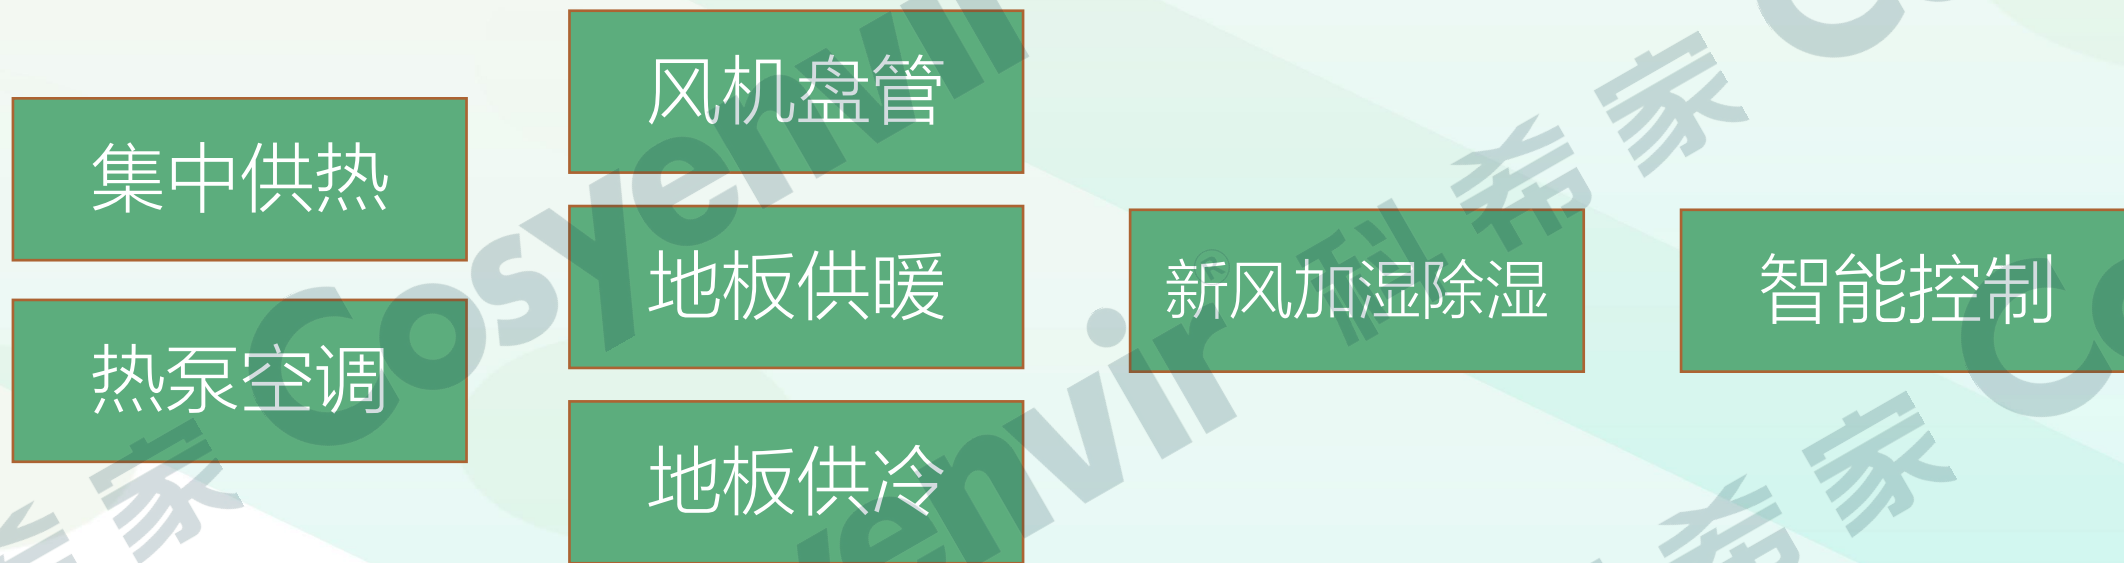 集中供热
热泵空调
风机盘管
地板供暖
地板供冷
新风加湿除湿
智能控制
Cosyenvir® 科希家